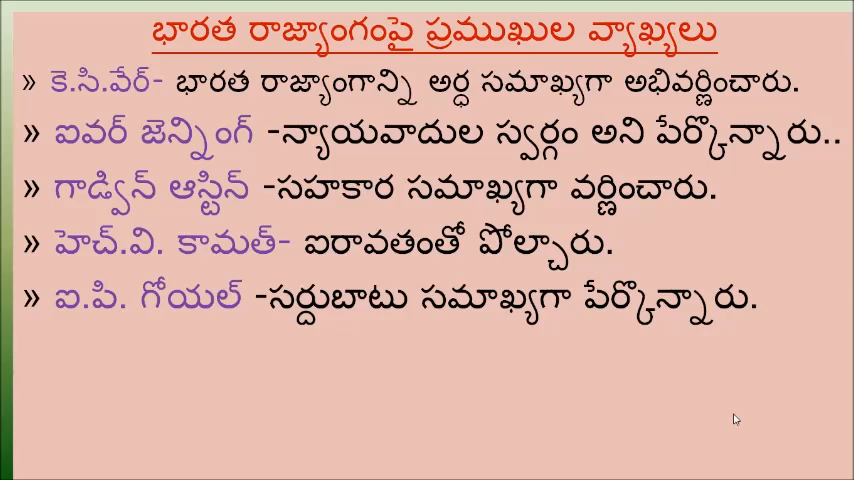 భారత రాజ్యాంగంపై ప్రముఖుల వ్యాఖ్యలు
» కె.సి.వేర్- భారత రాజ్యాంగాన్ని అర్ధ సమాఖ్యగా అభివర్ణించారు.
» ఐవర్ జెన్నింగ్ -న్యాయవాదుల స్వర్గం అని పేర్కొన్నారు..
» గాడ్విన్ ఆస్టిన్ -సహకార సమాఖ్యగా వర్ణించారు.
» హెచ్.వి. కామత్- ఐరావతంతో పోల్చారు.
» ఐ.పి. గోయల్ -సర్దుబాటు సమాఖ్యగా పేర్కొన్నారు.